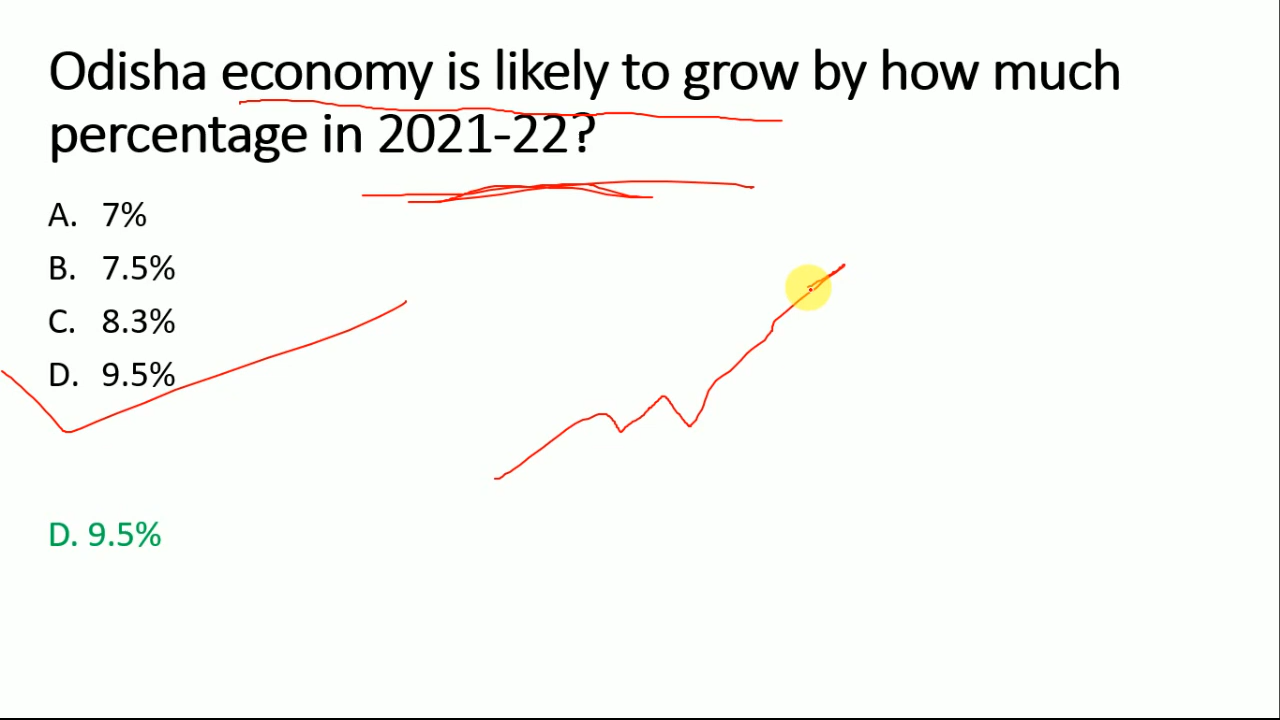 Odisha economy is likely to grow by how much
percentage in 2021-22?
A. 7%
B. 7.5%
C. 8.3%
D. 9.5%
D. 9.5%